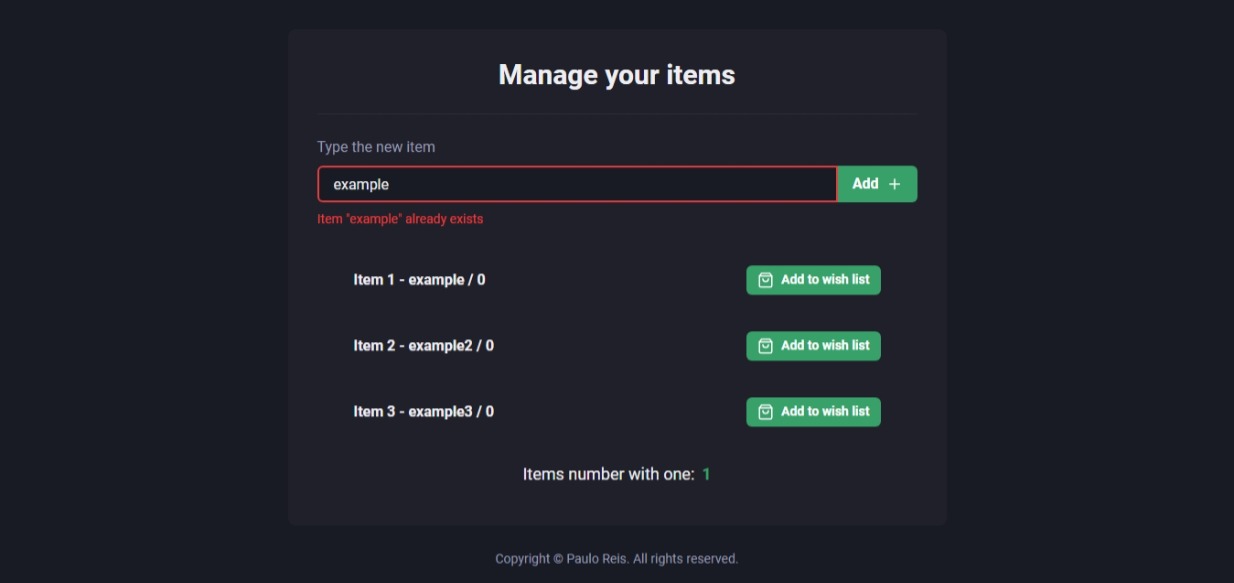 Manage your items
Type the new item
example
Add +
Item "example" already exists
Item 1 - example / 0
Add to wish list
Item 2 - example2 / 0
Add to wish list
Item 3 - example3 / 0
Add to wish list
Items number with one: 1
Copyright © Paulo Reis. All rights reserved.